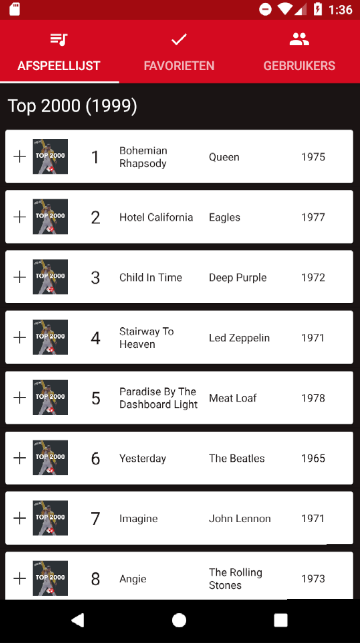 1:36
AFSPEELLIJST FAVORIETEN GEBRUIKERS
Top 2000 (1999)
TOP 2000 1 Bohemian Rhapsody Queen 1975
TOP 2000 2 Hotel California Eagles 1977
TOP 2000 3 Child In Time Deep Purple 1972
TOP 2000 4 Stairway To Heaven Led Zeppelin 1971
TOP 2000 5 Paradise By The Dashboard Light Meat Loaf 1978
TOP 2000 6 Yesterday The Beatles 1965
TOP 2000 7 Imagine John Lennon 1971
TOP 2000 8 Angie The Rolling Stones 1973